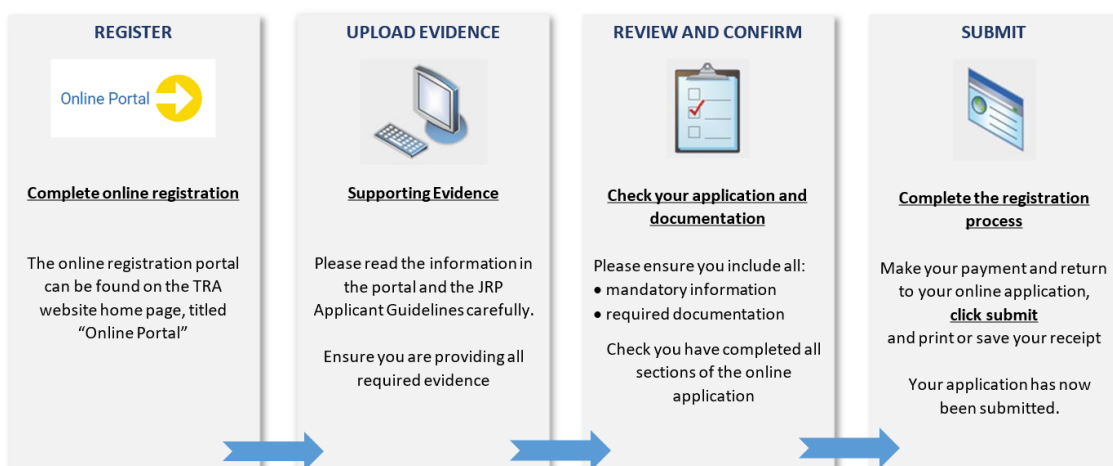 REGISTER
Online Portal
Complete online registration
The online registration portal
can be found on the TRA
website home page, titled
“Online Portal”
UPLOAD EVIDENCE
Supporting Evidence
Please read the information in
the portal and the JRP
Applicant Guidelines carefully.
Ensure you are providing all
required evidence
REVIEW AND CONFIRM
Check your application and
documentation
Please ensure you include all:
• mandatory information
• required documentation
Check you have completed all
sections of the online
application
SUBMIT
Complete the registration
process
Make your payment and return
to your online application,
click submit
and print or save your receipt
Your application has now
been submitted.